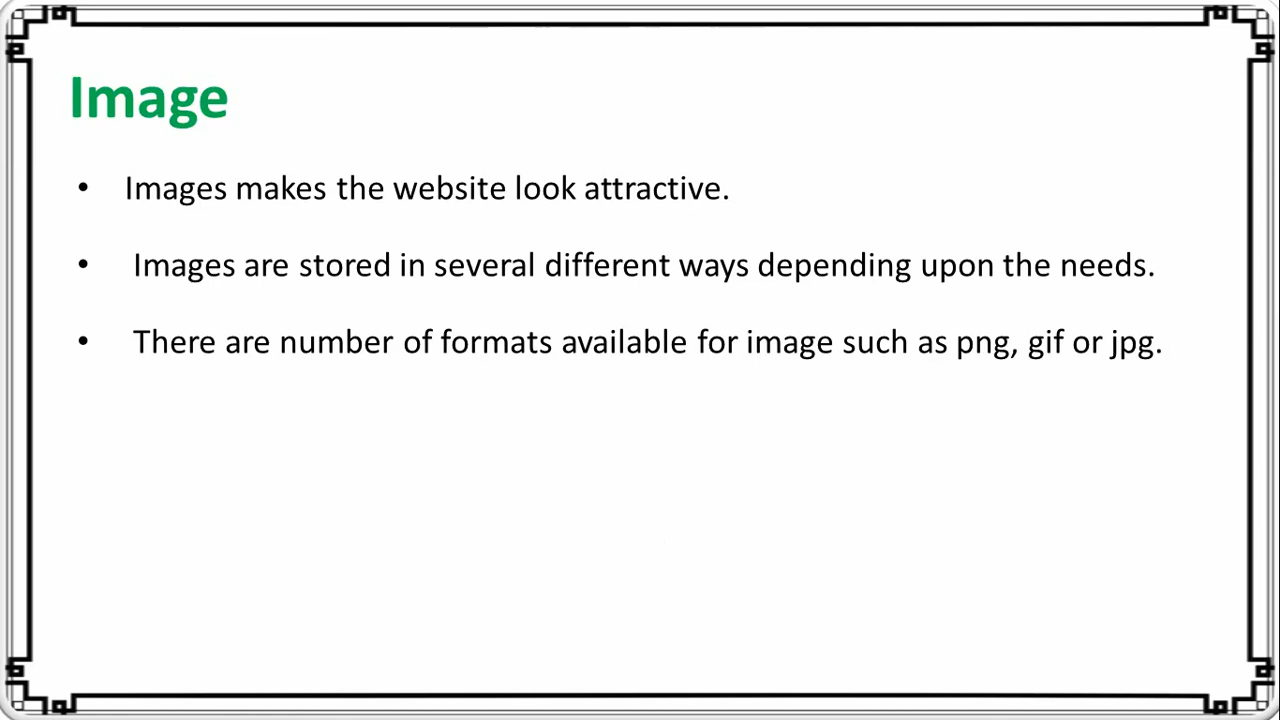 Image
• Images makes the website look attractive.
• Images are stored in several different ways depending upon the needs.
• There are number of formats available for image such as png, gif or jpg.